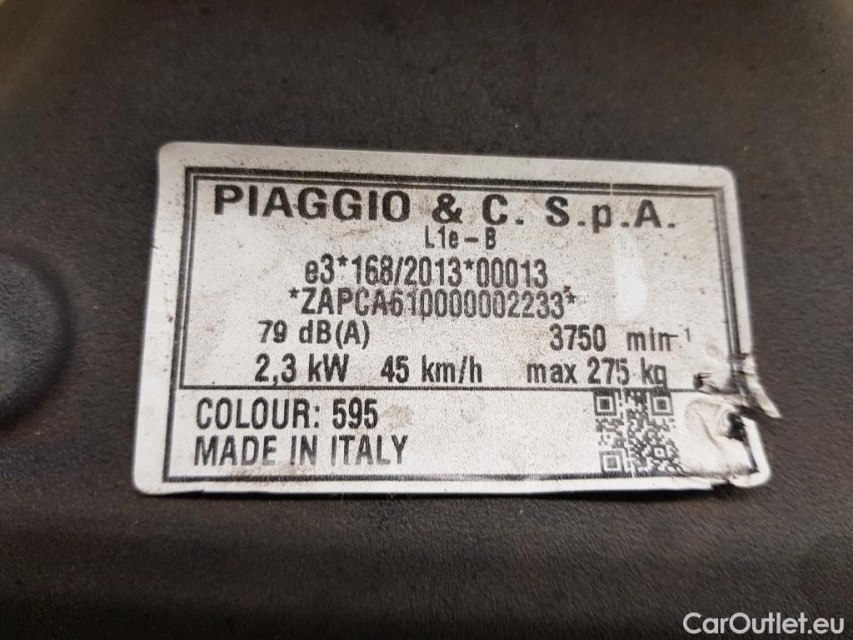 PIAGGIO & C. S.p.A.
L1e-B
e3*168/2013*00013
*ZAPCA610000002233*
79 dB(A) 3750 min-1
2,3 kW 45 km/h max 275 kg
COLOUR: 595
MADE IN ITALY
CarOutlet.eu